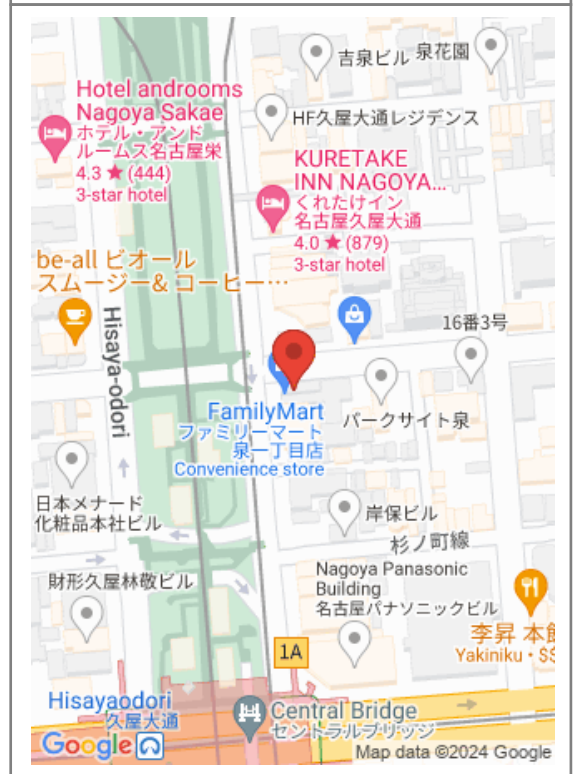 吉泉ビル
泉花園
Hotel androoms
Nagoya Sakae
ホテル・アンド
ルームス名古屋栄
4.3 ★ (444)
3-star hotel
HF久屋大通レジデンス
KURETAKE
INN NAGOYA...
くれたけイン
名古屋久屋大通
4.0 ★ (879)
3-star hotel
be-all ビオール
スムージー& コーヒー…
Hisaya-odori
16番3号
FamilyMart
ファミリーマート
泉一丁目店
Convenience store
パークサイト泉
日本メナード
化粧品本社ビル
岸保ビル
杉ノ町線
財形久屋林敬ビル
Nagoya Panasonic
Building
名古屋パナソニックビル
李昇 本館
Yakiniku • $$
1A
Hisayaodori
久屋大通
Central Bridge
セントラルブリッジ
Google
Map data ©2024 Google